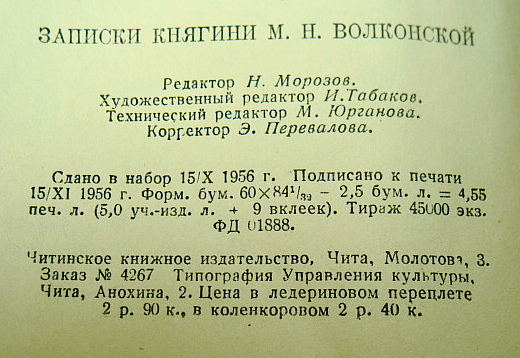 ЗАПИСКИ КНЯГИНИ М. Н. ВОЛКОНСКОЙ
Редактор Н. Морозов.
Художественный редактор И. Табаков.
Технический редактор М. Юрганова.
Корректор Э. Перевалова.
Сдано в набор 15/X 1956 г. Подписано к печати
15/XI 1956 г. Форм. бум. 60×84¹/₃₂ – 2,5 бум. л. = 4,55
печ. л. (5,0 уч.-изд. л. + 9 вклеек). Тираж 45000 экз.
ФД 01888.
Читинское книжное издательство, Чита, Молотова, 3.
Заказ № 4267 Типография Управления культуры,
Чита, Анохина, 2. Цена в ледериновом переплете
2 р. 90 к., в коленкоровом 2 р. 40 к.